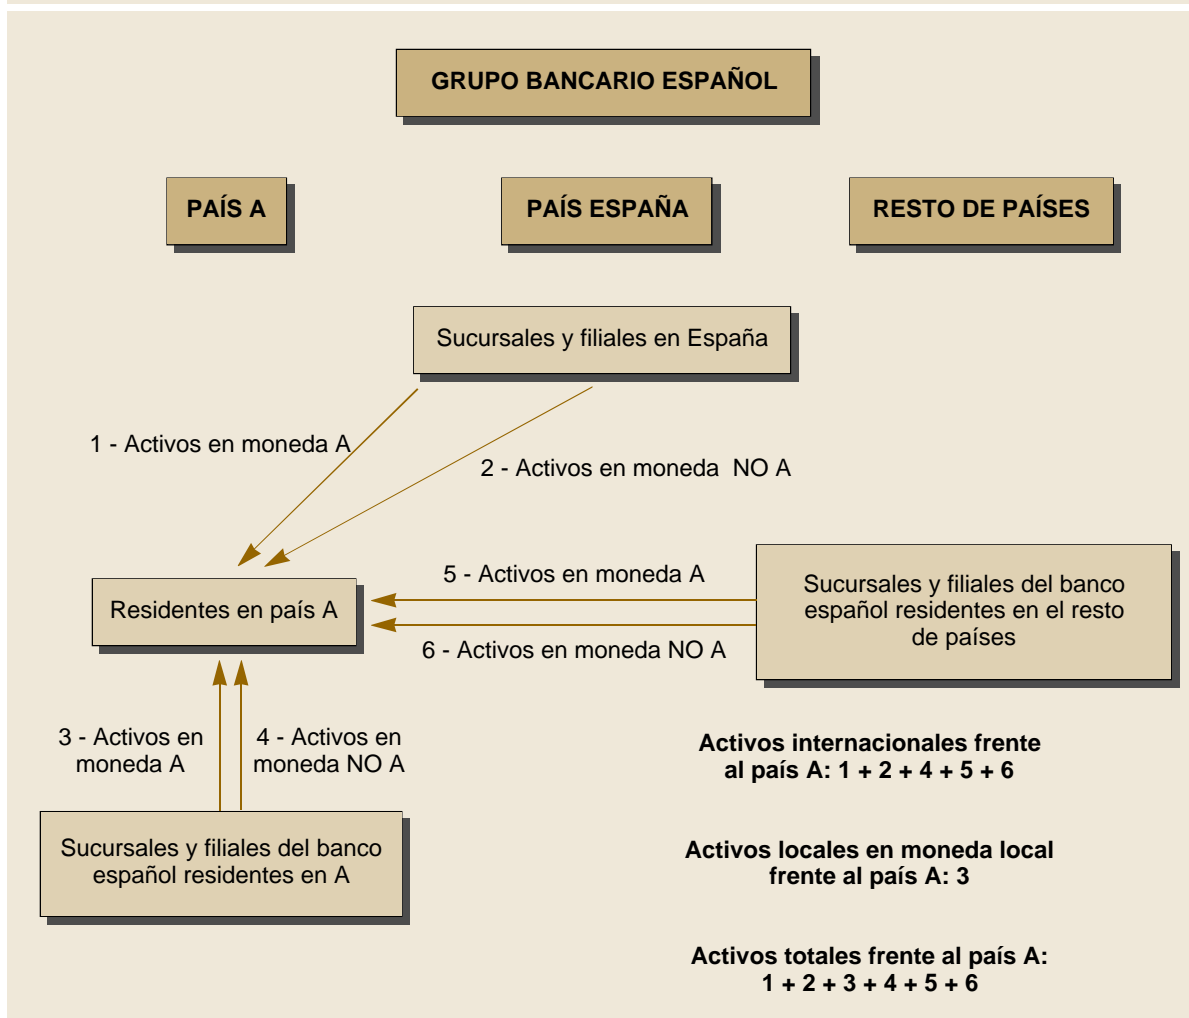 GRUPO BANCARIO ESPAÑOL
PAÍS A
PAÍS ESPAÑA
RESTO DE PAÍSES
Sucursales y filiales en España
1 - Activos en moneda A
2 - Activos en moneda NO A
5 - Activos en moneda A
Residentes en país A
6 - Activos en moneda NO A
Sucursales y filiales del banco
español residentes en el resto
de países
3 - Activos en
moneda A
4 - Activos en
moneda NO A
Sucursales y filiales del banco
español residentes en A
Activos internacionales frente
al país A: 1 + 2 + 4 + 5 + 6
Activos locales en moneda local
frente al país A: 3
Activos totales frente al país A:
1 + 2 + 3 + 4 + 5 + 6